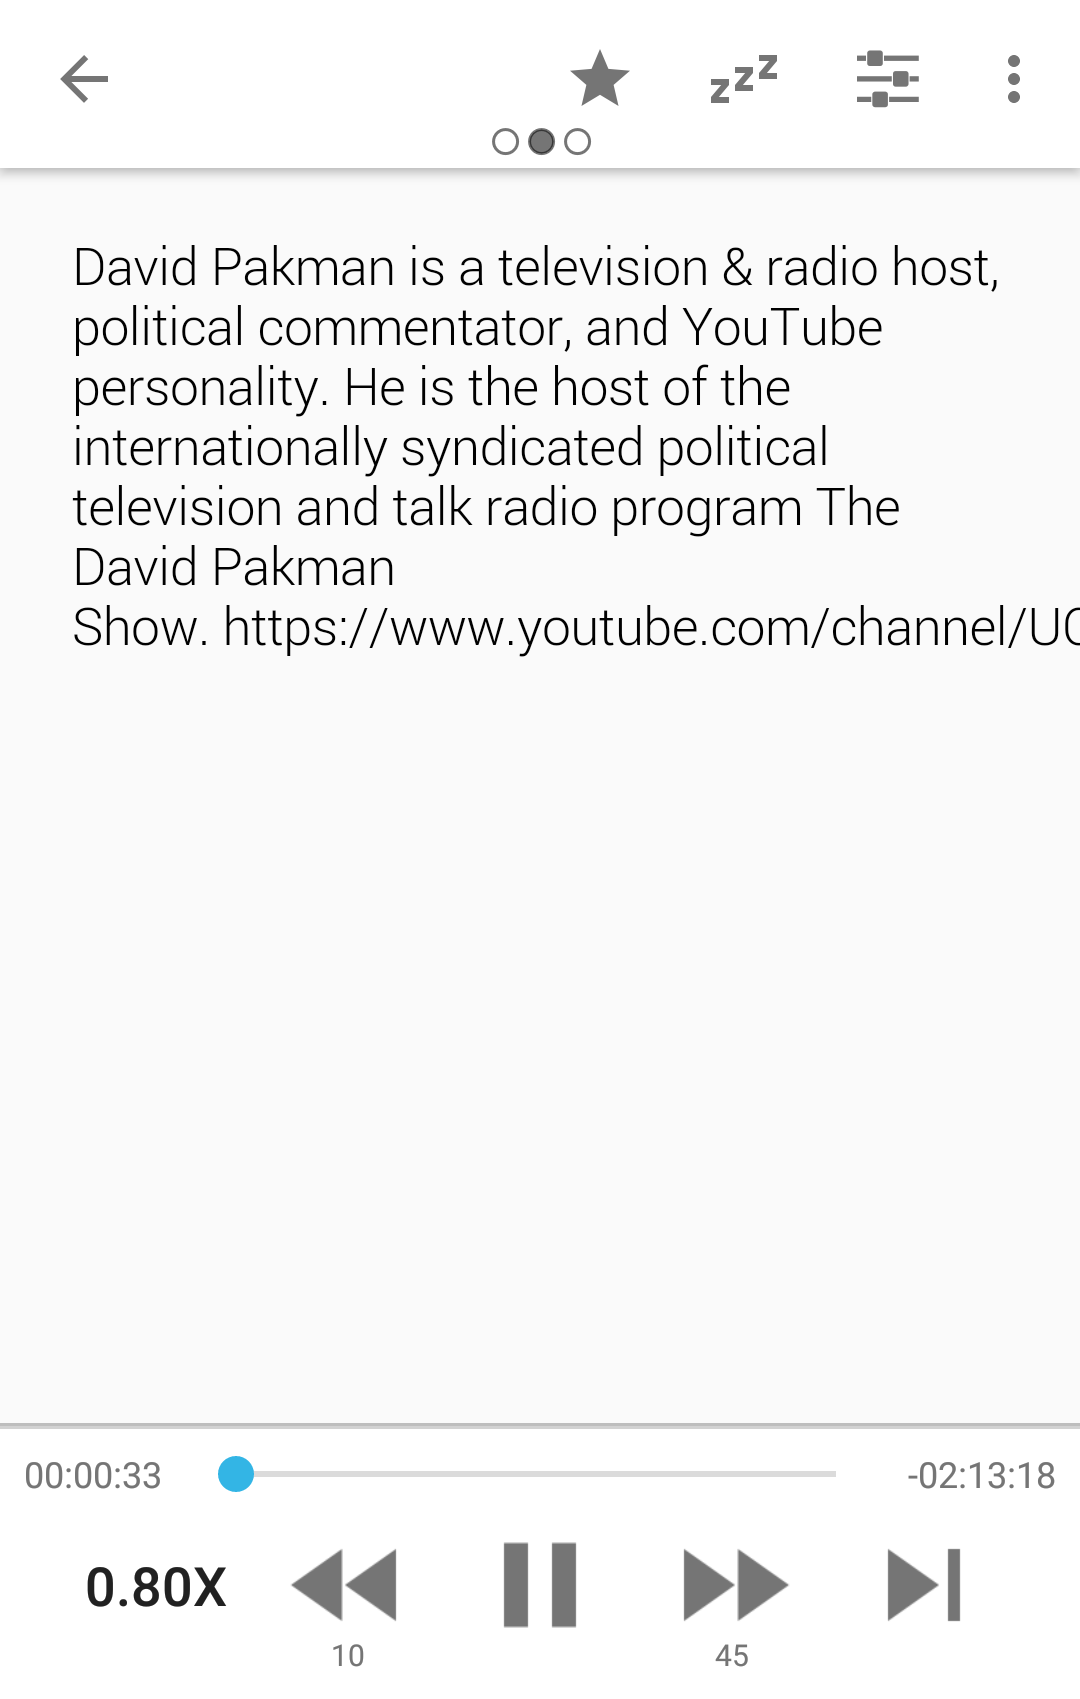 zzz
David Pakman is a television & radio host,
political commentator, and YouTube
personality. He is the host of the
internationally syndicated political
television and talk radio program The
David Pakman
Show. https://www.youtube.com/channel/UC
00:00:33
-02:13:18
0.80X
10
45